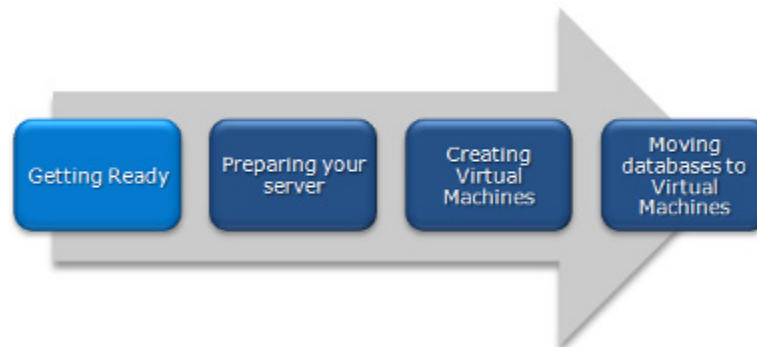 Getting Ready
Preparing your
server
Creating
Virtual
Machines
Moving
databases to
Virtual
Machines